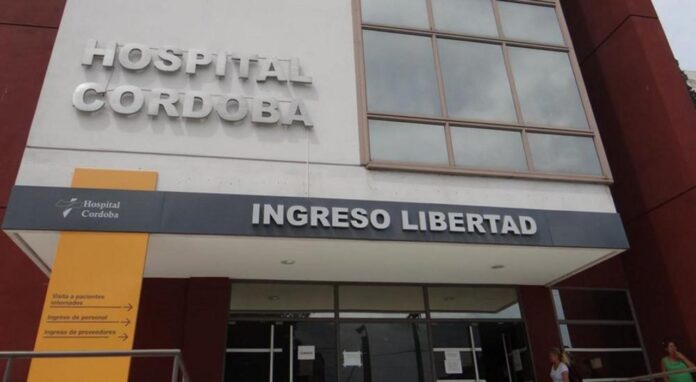 HOSPITAL
CORDOBA
Hospital
Cordoba
INGRESO LIBERTAD
Visita a pacientes
internados
Ingreso de personal
Ingreso de proveedores